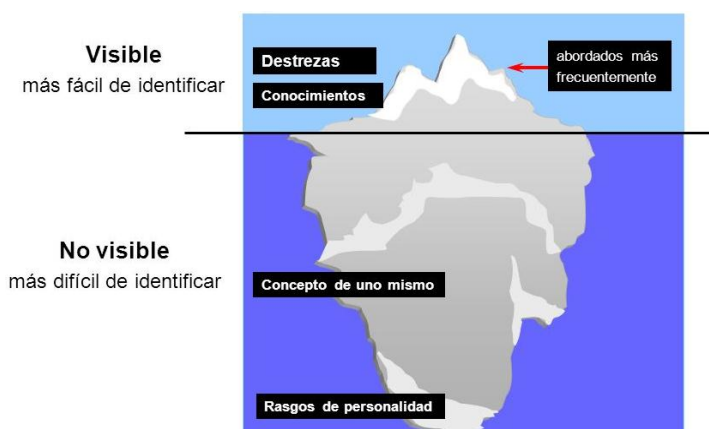 Visible
más fácil de identificar
Destrezas
Conocimientos
abordados más
frecuentemente
No visible
más difícil de identificar
Concepto de uno mismo
Rasgos de personalidad